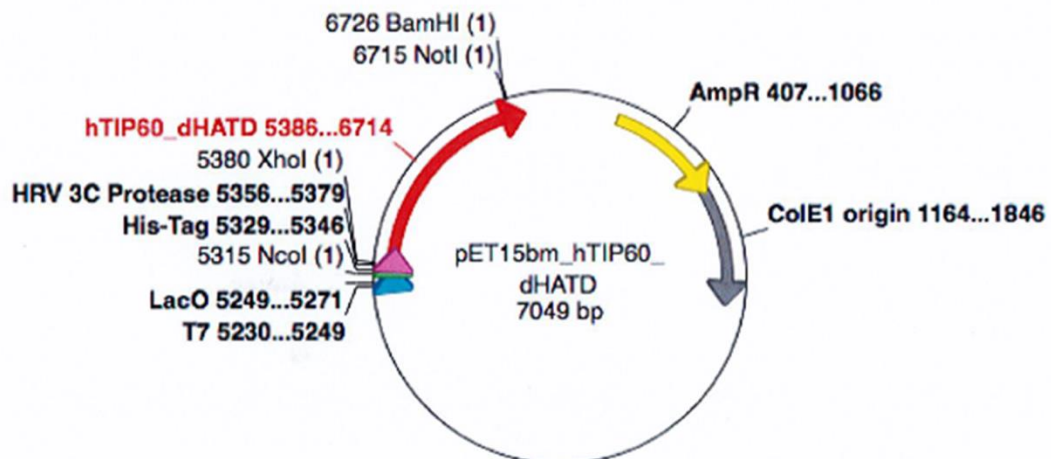 6726 BamHI (1)
6715 NotI (1)
AmpR 407...1066
hTIP60_dHATD 5386...6714
5380 XhoI (1)
HRV 3C Protease 5356...5379
His-Tag 5329...5346
ColE1 origin 1164...1846
5315 NcoI (1)
pET15bm_hTIP60_
dHATD
7049 bp
LacO 5249...5271
T7 5230...5249